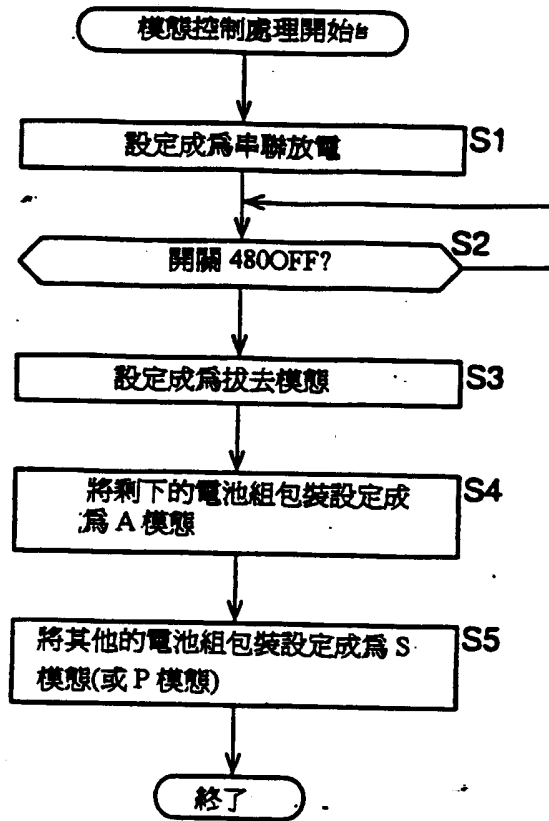 模態控制處理開始
設定成爲串聯放電
S1
開關 480OFF?
S2
設定成爲拔去模態
S3
將剩下的電池組包裝設定成
爲 A 模態
S4
將其他的電池組包裝設定成爲 S
模態(或 P 模態)
S5
終了